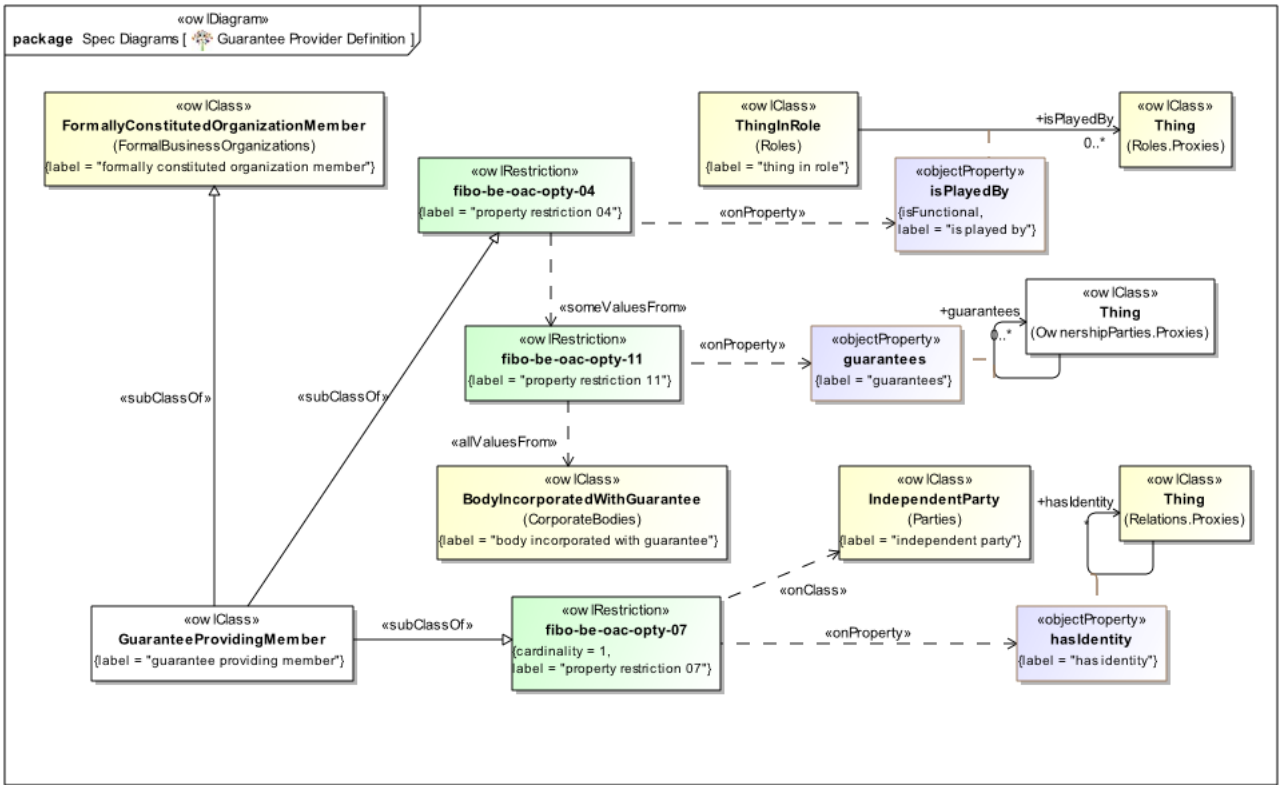 «owlDiagram»
package Spec Diagrams [ Guarantee Provider Definition ]
«owlClass»
FormallyConstitutedOrganizationMember
(FormalBusinessOrganizations)
{label = "formally constituted organization member"}
«owlClass»
ThingInRole
(Roles)
{label = "thing in role"}
+isPlayedBy
0..*
«owlClass»
Thing
(Roles.Proxies)
«owlRestriction»
fibo-be-oac-opty-04
{label = "property restriction 04"}
«onProperty»
«objectProperty»
isPlayedBy
{isFunctional,
label = "is played by"}
«someValuesFrom»
«owlRestriction»
fibo-be-oac-opty-11
{label = "property restriction 11"}
«onProperty»
«objectProperty»
guarantees
{label = "guarantees"}
+guarantees
0..*
«owlClass»
Thing
(OwnershipParties.Proxies)
«subClassOf»
«subClassOf»
«allValuesFrom»
«owlClass»
BodyIncorporatedWithGuarantee
(CorporateBodies)
{label = "body incorporated with guarantee"}
«owlClass»
IndependentParty
(Parties)
{label = "independent party"}
+hasIdentity
*
«owlClass»
Thing
(Relations.Proxies)
«onClass»
«owlClass»
GuaranteeProvidingMember
{label = "guarantee providing member"}
«subClassOf»
«owlRestriction»
fibo-be-oac-opty-07
{cardinality = 1,
label = "property restriction 07"}
«onProperty»
«objectProperty»
hasIdentity
{label = "has identity"}